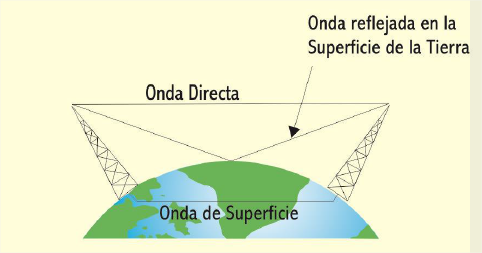 Onda reflejada en la
Superficie de la Tierra
Onda Directa
Onda de Superficie